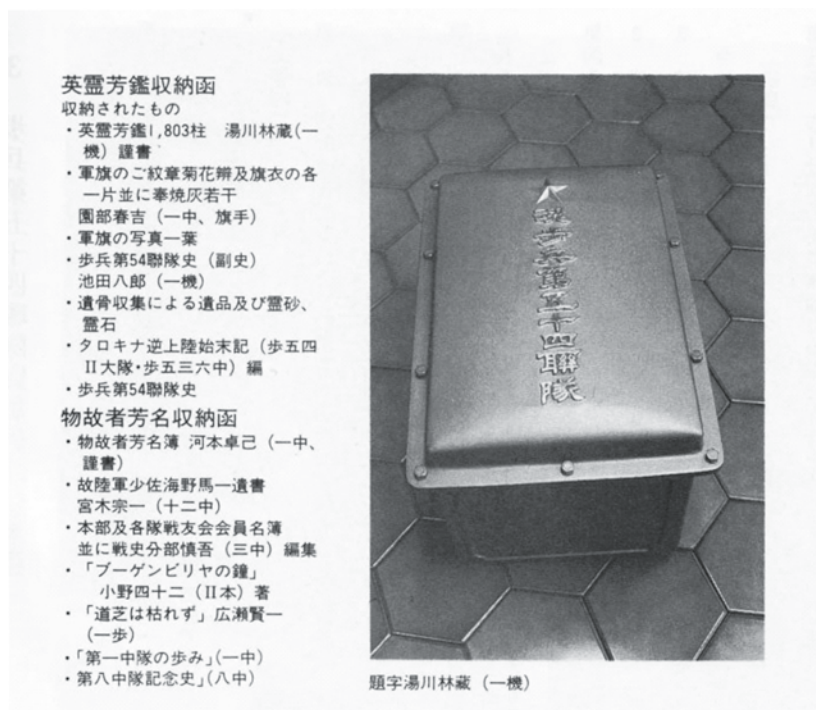 英霊芳鑑収納函
収納されたもの
・英霊芳鑑1,803柱　湯川林蔵(一
機）謹書
・軍旗のご紋章菊花辨及旗衣の各
一片並に奉焼灰若干
園部春吉（一中、旗手）
・軍旗の写真一葉
・歩兵第54聯隊史（副史）
池田八郎（一機）
・遺骨収集による遺品及び霊砂、
霊石
・タロキナ逆上陸始末記（歩五四
II大隊・歩五三六中）編
・歩兵第54聯隊史
物故者芳名収納函
・物故者芳名簿 河本卓己（一中、
謹書）
・故陸軍少佐海野馬一遺書
宮木宗一（十二中）
・本部及各隊戦友会会員名簿
並に戦史分部慎吾（三中）編集
・「ブーゲンビリヤの鐘」
小野四十二（II本）著
・「道芝は枯れず」広瀬賢一
（一歩）
・「第一中隊の歩み」(一中）
・第八中隊記念史」(八中）
歩兵第五十四聯隊
題字湯川林蔵（一機）